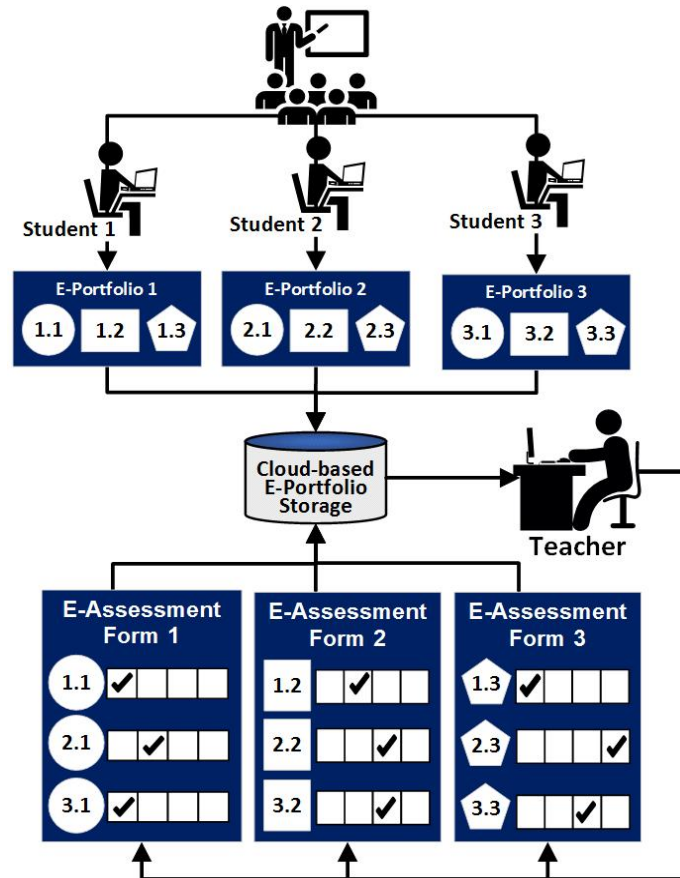 Student 1
Student 2
Student 3
E-Portfolio 1
1.1 1.2 1.3
E-Portfolio 2
2.1 2.2 2.3
E-Portfolio 3
3.1 3.2 3.3
Cloud-based
E-Portfolio
Storage
Teacher
E-Assessment
Form 1
1.1
2.1
3.1
E-Assessment
Form 2
1.2
2.2
3.2
E-Assessment
Form 3
1.3
2.3
3.3